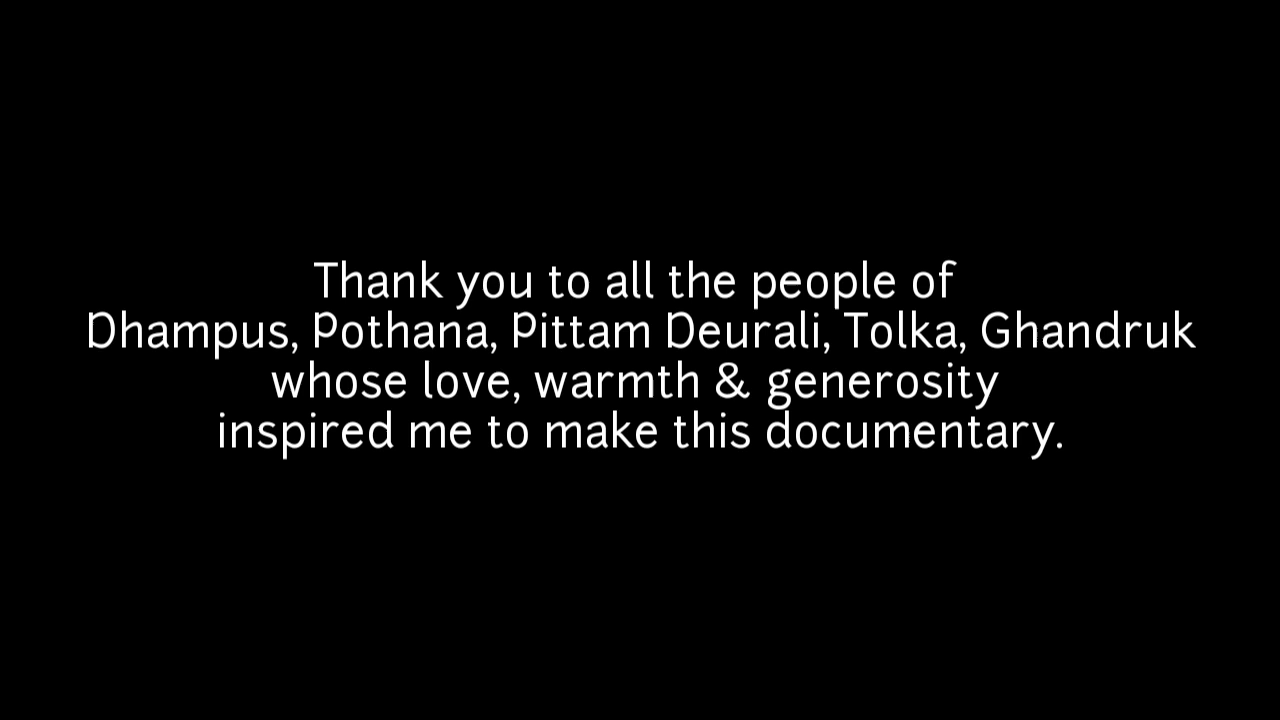 Thank you to all the people of
Dhampus, Pothana, Pittam Deurali, Tolka, Ghandruk
whose love, warmth & generosity
inspired me to make this documentary.